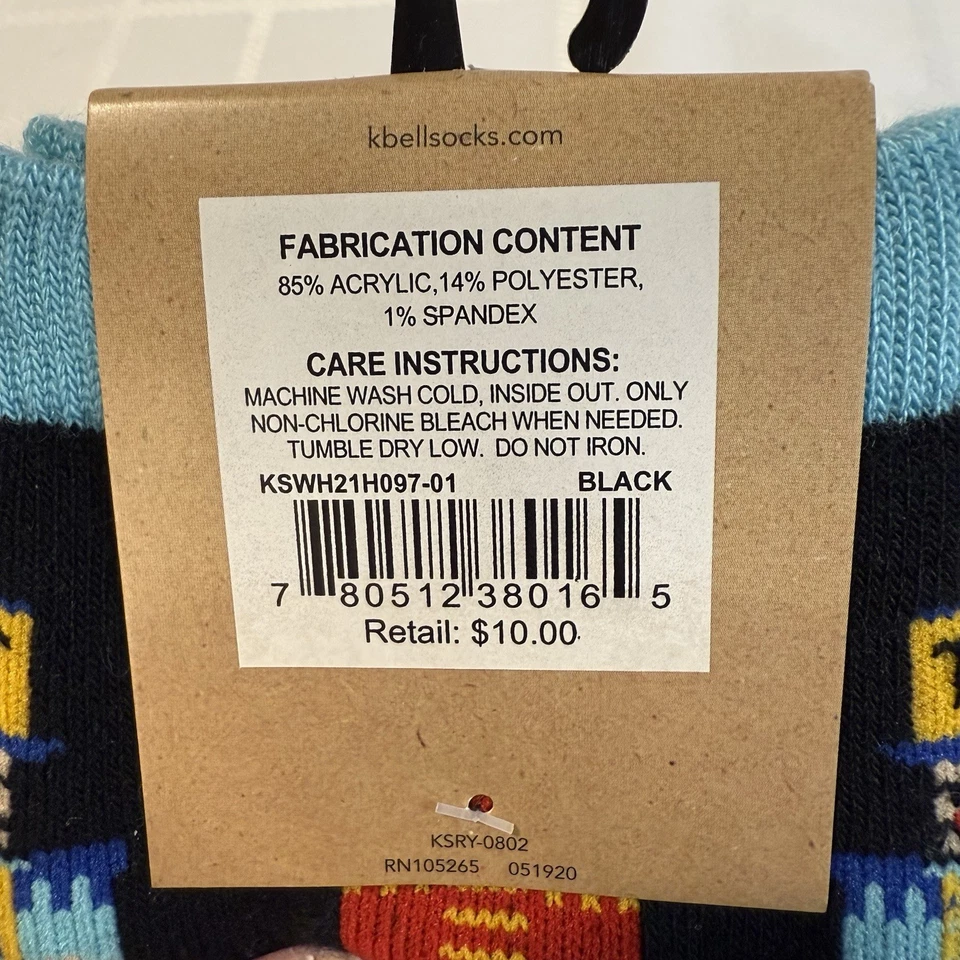 kbellsocks.com
FABRICATION CONTENT
85% ACRYLIC,14% POLYESTER,
1% SPANDEX
CARE INSTRUCTIONS:
MACHINE WASH COLD, INSIDE OUT. ONLY
NON-CHLORINE BLEACH WHEN NEEDED.
TUMBLE DRY LOW. DO NOT IRON.
KSWH21H097-01 BLACK
7 80512 38016 5
Retail: $10.00
KSRY-0802
RN105265 051920